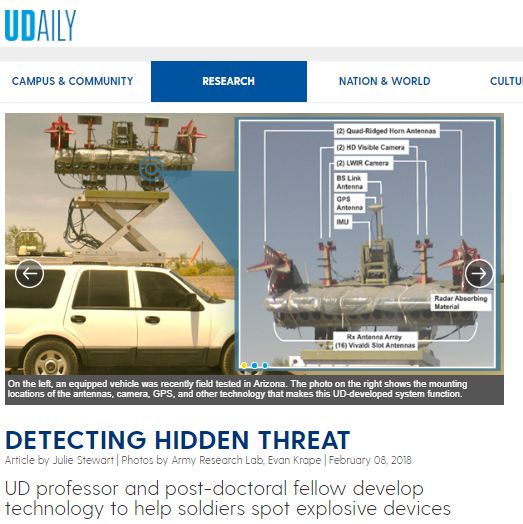 UDAILY
CAMPUS & COMMUNITY
RESEARCH
NATION & WORLD
CULTU
(2) Quad-Ridged Horn Antennas
(2) HD Visible Camera
(2) LWIR Camera
BS Link
Antenna
GPS
Antenna
IMU
Radar Absorbing
Material
Rx Antenna Array
(16) Vivaldi Slot Antennas
On the left, an equipped vehicle was recently field tested in Arizona. The photo on the right shows the mounting
locations of the antennas, camera, GPS, and other technology that makes this UD-developed system function.
DETECTING HIDDEN THREAT
Article by Julie Stewart | Photos by Army Research Lab, Evan Krape | February 08, 2018
UD professor and post-doctoral fellow develop
technology to help soldiers spot explosive devices